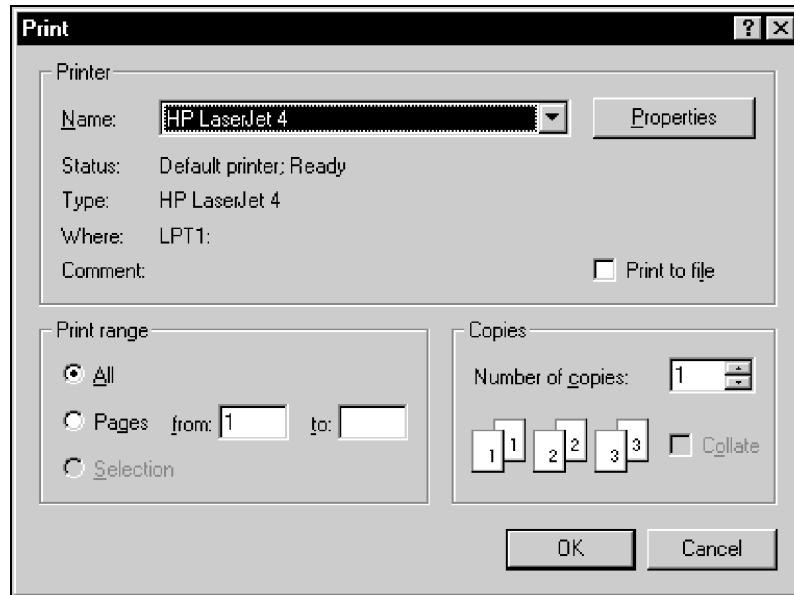 Print
Printer
Name: HP LaserJet 4 Properties
Status: Default printer; Ready
Type: HP LaserJet 4
Where: LPT1:
Comment: Print to file
Print range
All
Pages from: 1 to:
Selection
Copies
Number of copies: 1
1 1 2 2 3 3 Collate
OK Cancel